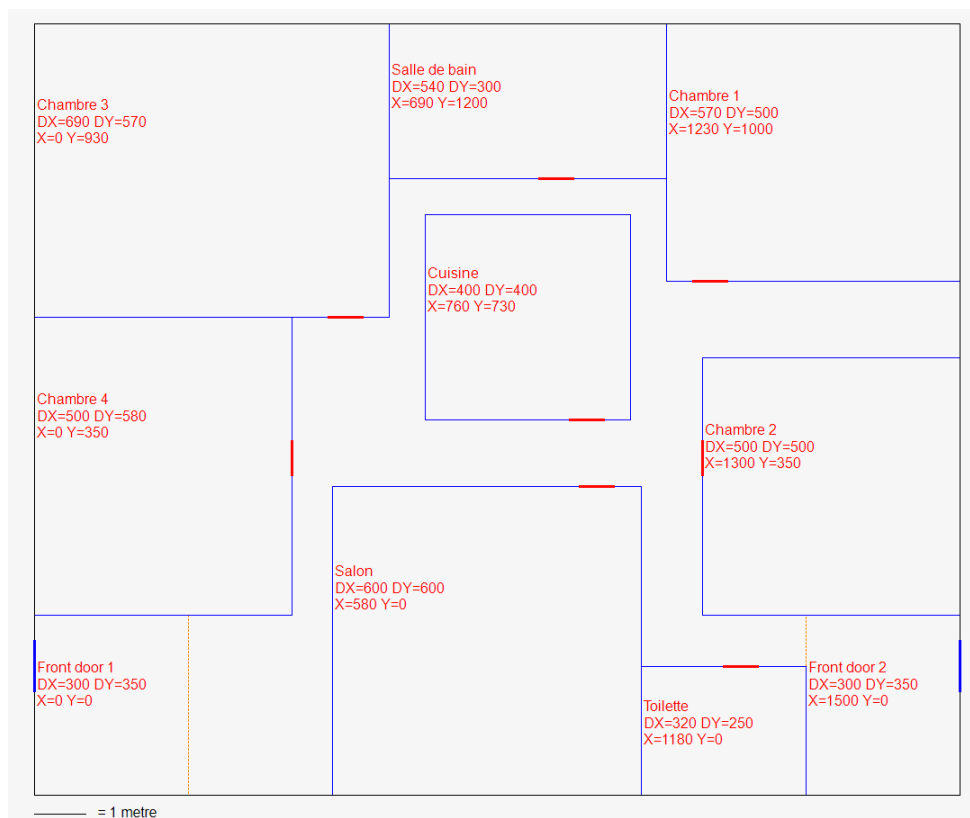 Salle de bain
DX=540 DY=300
X=690 Y=1200
Chambre 3
DX=690 DY=570
X=0 Y=930
Chambre 1
DX=570 DY=500
X=1230 Y=1000
Cuisine
DX=400 DY=400
X=760 Y=730
Chambre 4
DX=500 DY=580
X=0 Y=350
Chambre 2
DX=500 DY=500
X=1300 Y=350
Salon
DX=600 DY=600
X=580 Y=0
Front door 1
DX=300 DY=350
X=0 Y=0
Toilette
DX=320 DY=250
X=1180 Y=0
Front door 2
DX=300 DY=350
X=1500 Y=0
= 1 metre